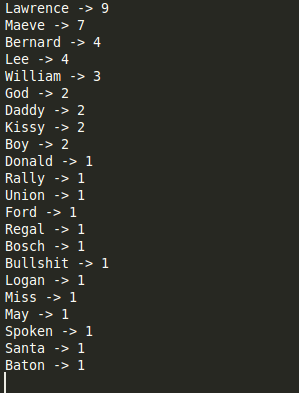 Lawrence -> 9
Maeve -> 7
Bernard -> 4
Lee -> 4
William -> 3
God -> 2
Daddy -> 2
Kissy -> 2
Boy -> 2
Donald -> 1
Rally -> 1
Union -> 1
Ford -> 1
Regal -> 1
Bosch -> 1
Bullshit -> 1
Logan -> 1
Miss -> 1
May -> 1
Spoken -> 1
Santa -> 1
Baton -> 1